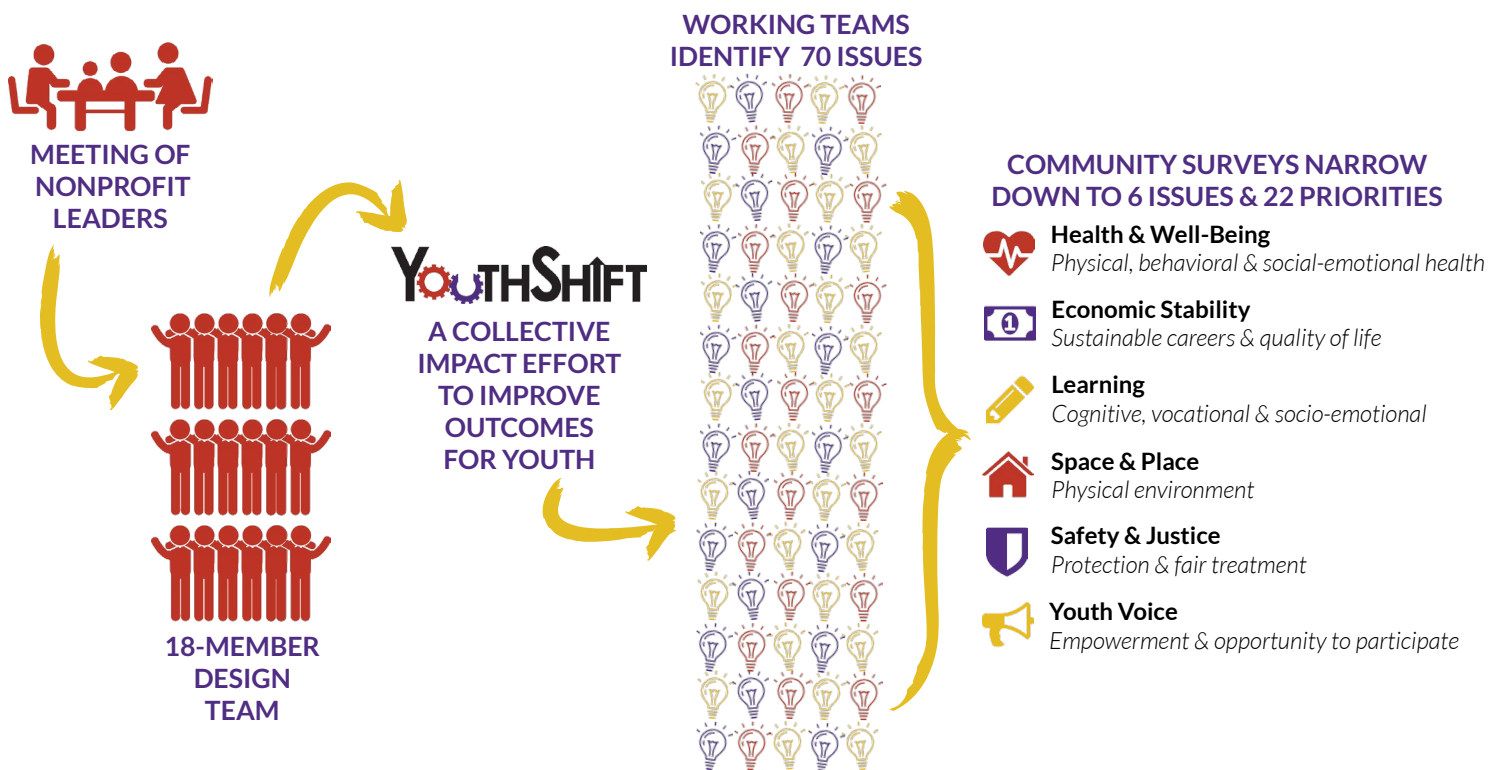 MEETING OF
NONPROFIT
LEADERS
18-MEMBER
DESIGN
TEAM
YOUTHSHIFT
A COLLECTIVE
IMPACT EFFORT
TO IMPROVE
OUTCOMES
FOR YOUTH
WORKING TEAMS
IDENTIFY 70 ISSUES
COMMUNITY SURVEYS NARROW
DOWN TO 6 ISSUES & 22 PRIORITIES
Health & Well-Being
Physical, behavioral & social-emotional health
1
Economic Stability
Sustainable careers & quality of life
Learning
Cognitive, vocational & socio-emotional
Space & Place
Physical environment
Safety & Justice
Protection & fair treatment
Youth Voice
Empowerment & opportunity to participate